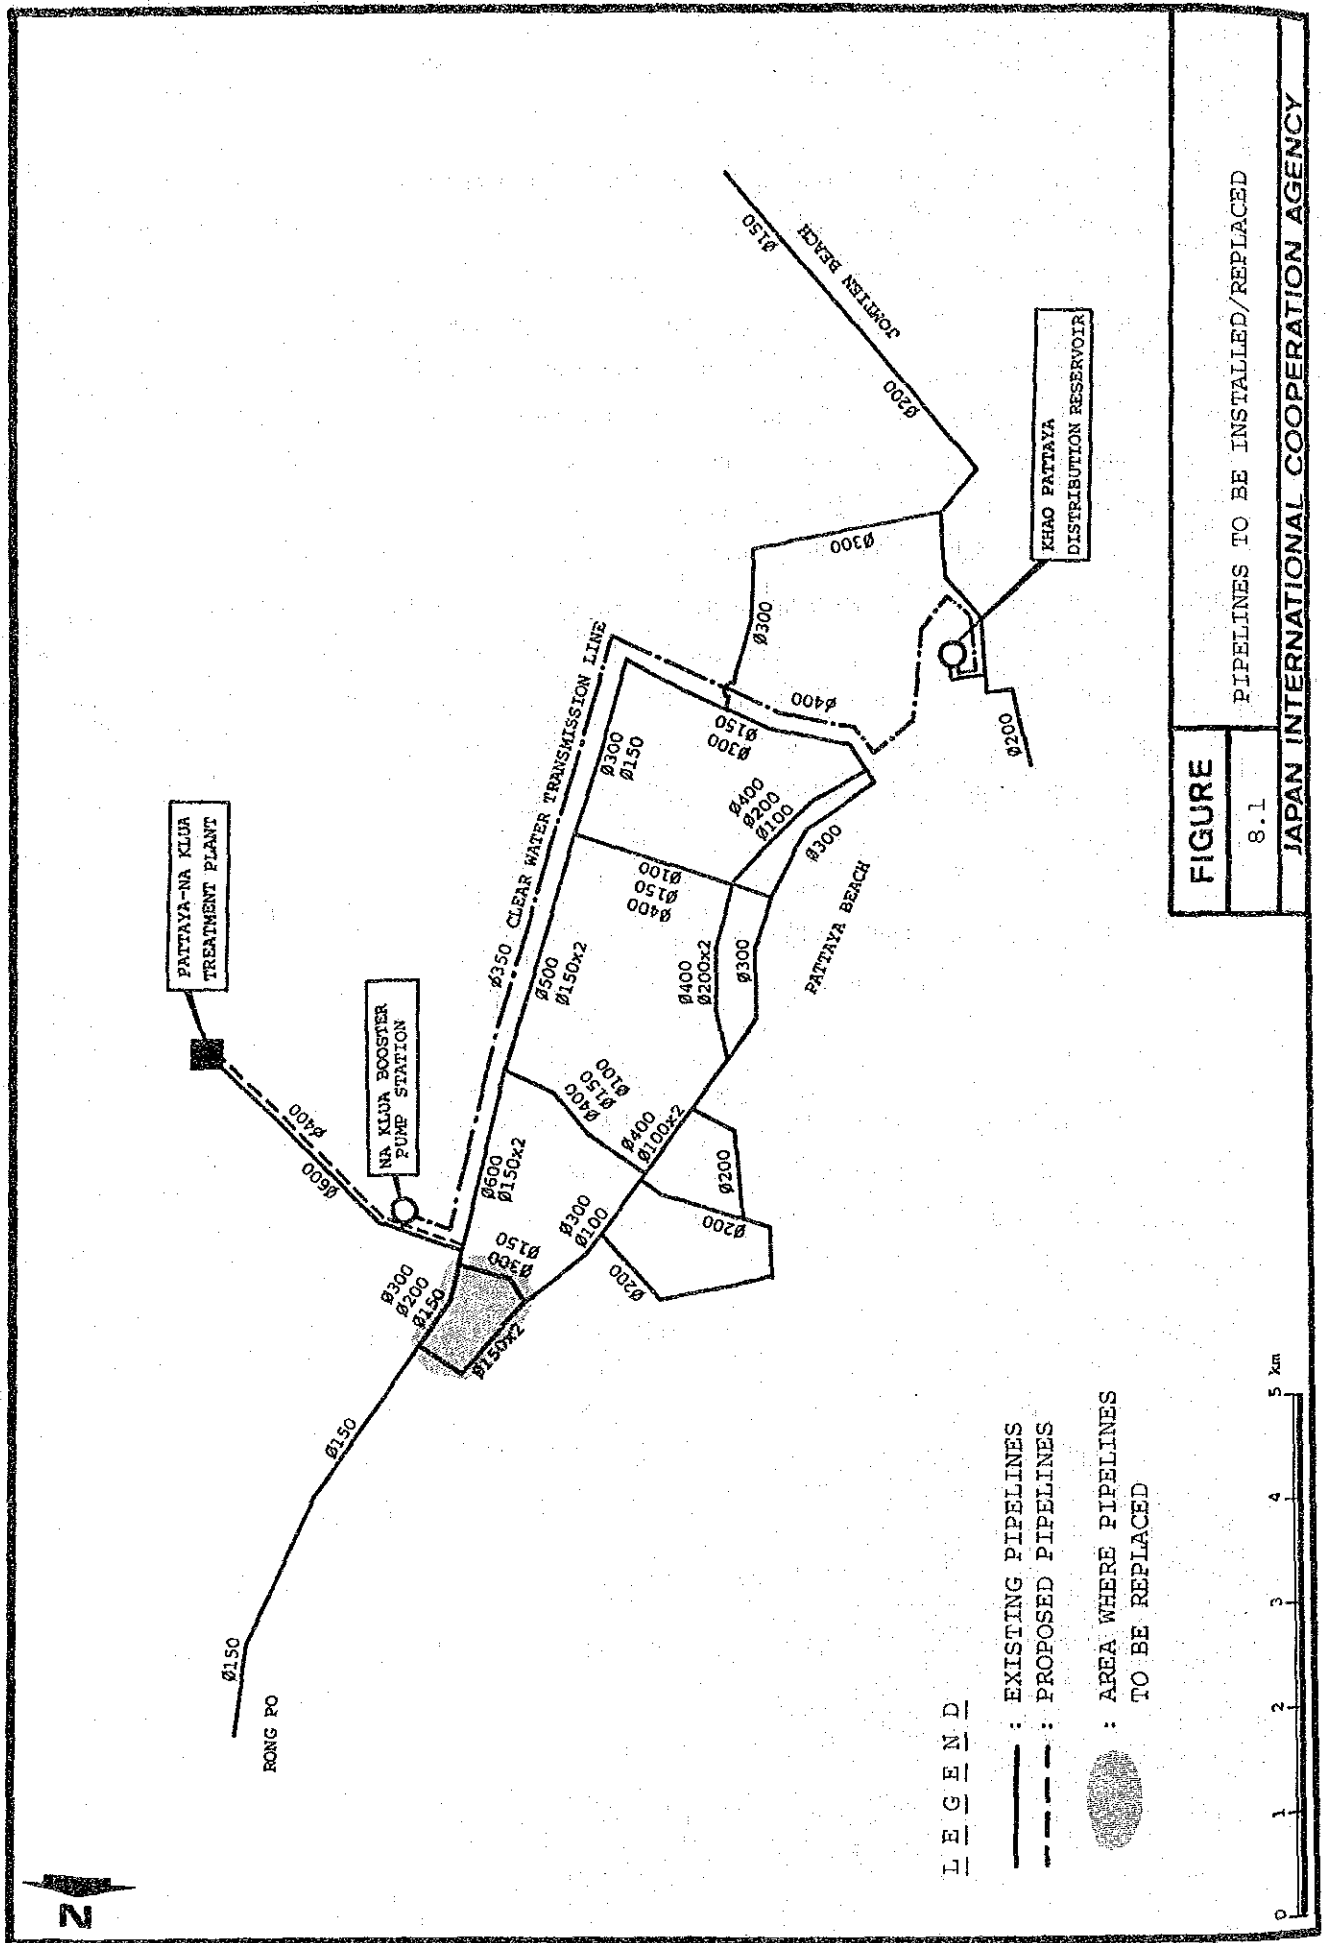 N
RONG PO
Ø150
Ø150
Ø300
Ø200
Ø150
Ø150x2
Ø300
Ø150
PATTAYA-NA KLUA
TREATMENT PLANT
Ø400
Ø600
NA KLUA BOOSTER
PUMP STATION
Ø600
Ø150x2
Ø300
Ø100
Ø200
Ø200
Ø200
Ø400
Ø100x2
Ø400
Ø150
Ø100
Ø350 CLEAR WATER TRANSMISSION LINE
Ø500
Ø150x2
Ø400
Ø200x2
Ø300
PATTAYA BEACH
Ø400
Ø150
Ø100
Ø300
Ø150
Ø400
Ø200
Ø100
Ø300
Ø300
Ø150
Ø400
Ø300
Ø300
Ø200
KHAO PATTAYA
DISTRIBUTION RESERVOIR
Ø200
JOMTIEN BEACH
Ø150
LEGEND
: EXISTING PIPELINES
: PROPOSED PIPELINES
: AREA WHERE PIPELINES
TO BE REPLACED
0 1 2 3 4 5 km
FIGURE
8.1
PIPELINES TO BE INSTALLED/REPLACED
JAPAN INTERNATIONAL COOPERATION AGENCY